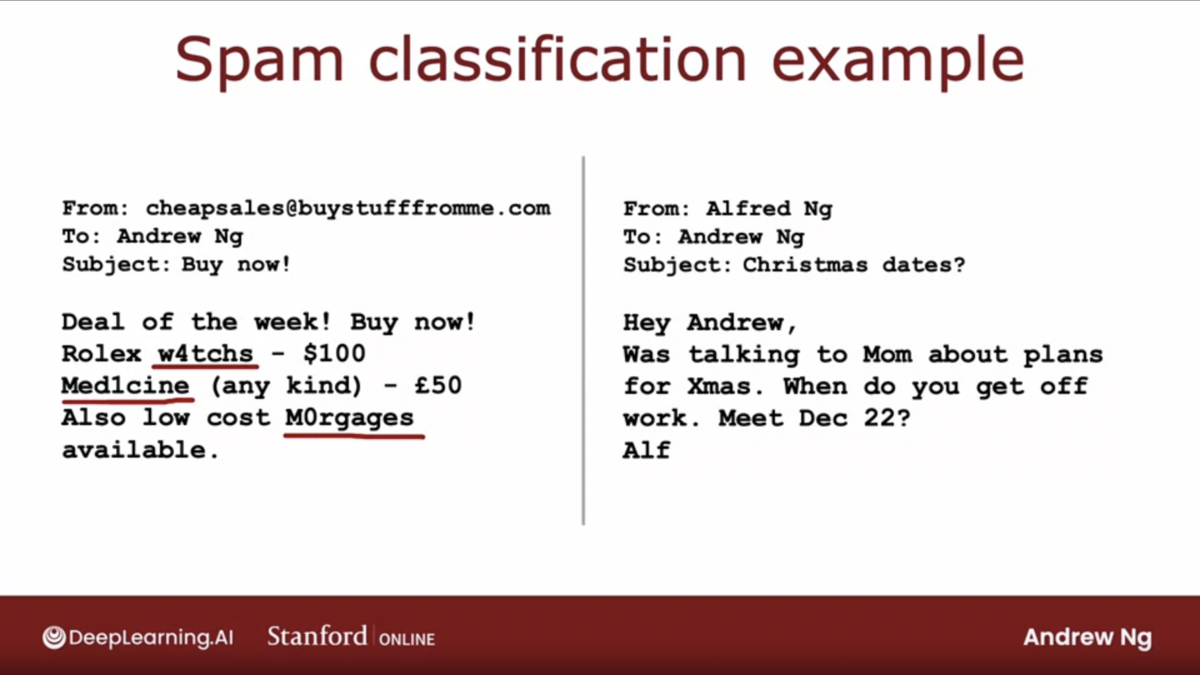 Spam classification example
From: cheapsales@buystufffromme.com
To: Andrew Ng
Subject: Buy now!
Deal of the week! Buy now!
Rolex w4tchs - $100
Med1cine (any kind) - £50
Also low cost M0rgages
available.
From: Alfred Ng
To: Andrew Ng
Subject: Christmas dates?
Hey Andrew,
Was talking to Mom about plans
for Xmas. When do you get off
work. Meet Dec 22?
Alf
DeepLearning.AI
Stanford ONLINE
Andrew Ng